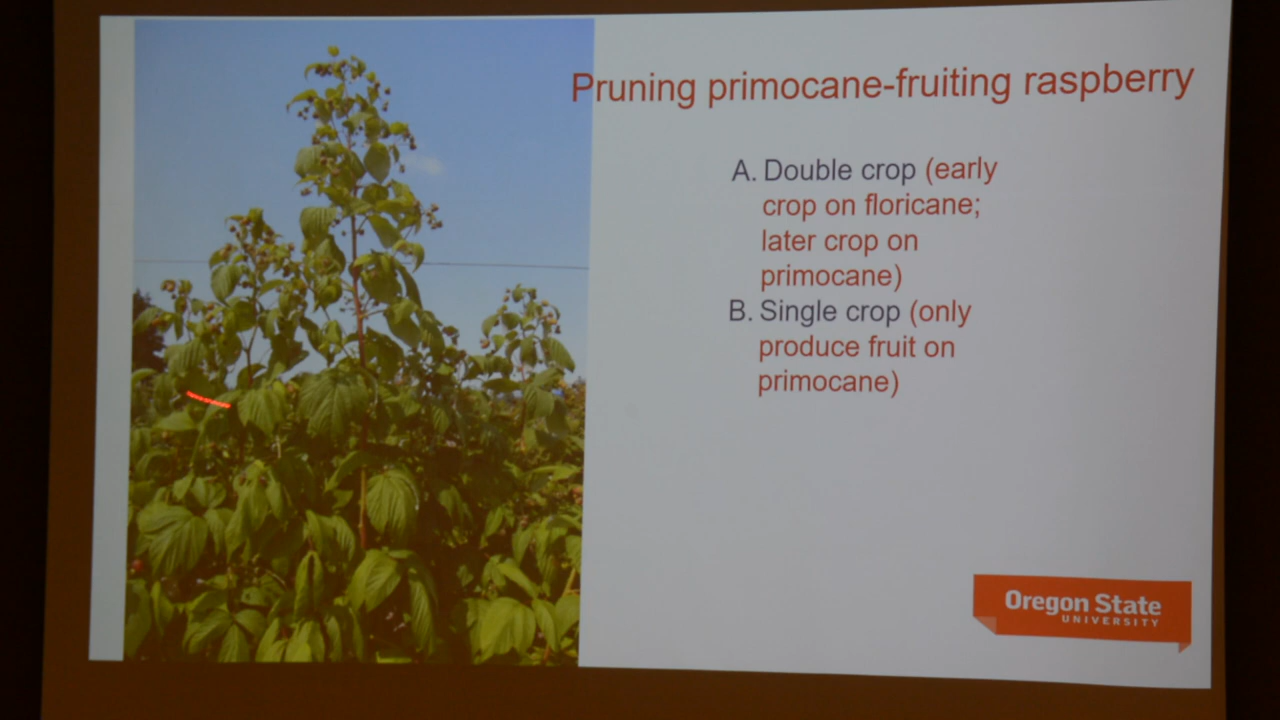 Pruning primocane-fruiting raspberry
A. Double crop (early
crop on floricane;
later crop on
primocane)
B. Single crop (only
produce fruit on
primocane)
Oregon State
UNIVERSITY